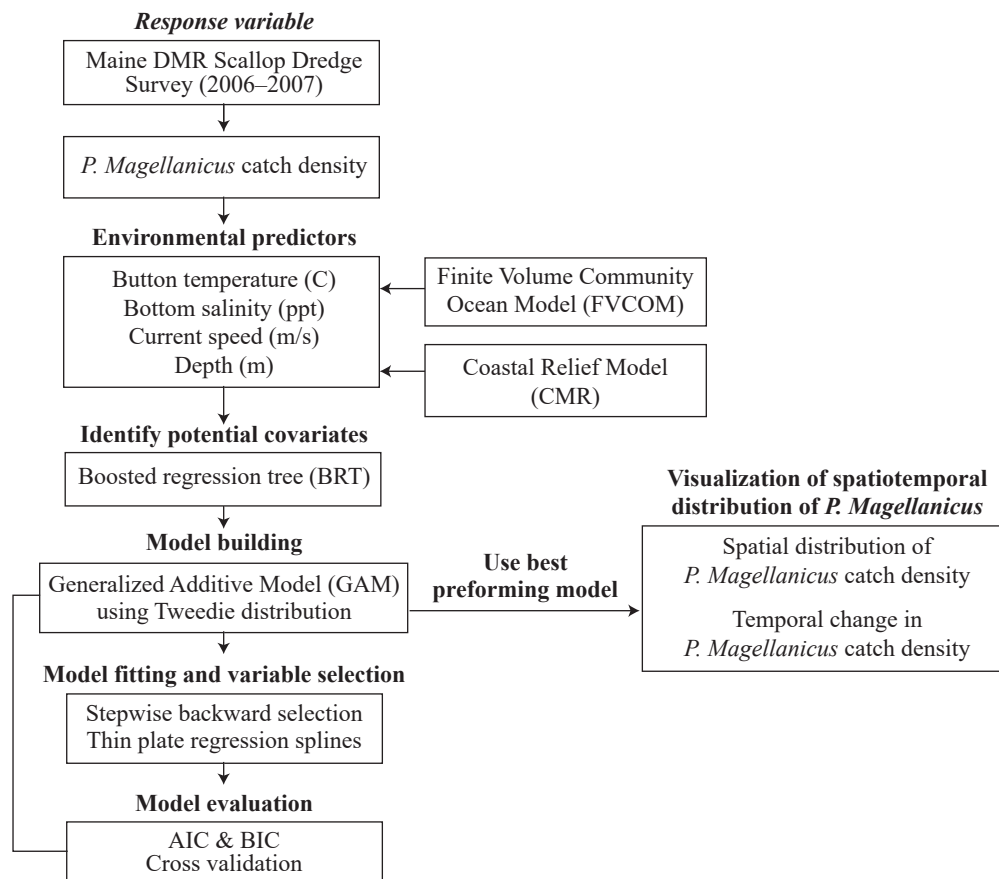 Response variable
Maine DMR Scallop Dredge
Survey (2006–2007)
P. Magellanicus catch density
Environmental predictors
Button temperature (C)
Bottom salinity (ppt)
Current speed (m/s)
Depth (m)
Finite Volume Community
Ocean Model (FVCOM)
Coastal Relief Model
(CMR)
Identify potential covariates
Boosted regression tree (BRT)
Model building
Generalized Additive Model (GAM)
using Tweedie distribution
Use best
preforming model
Visualization of spatiotemporal
distribution of P. Magellanicus
Spatial distribution of
P. Magellanicus catch density
Temporal change in
P. Magellanicus catch density
Model fitting and variable selection
Stepwise backward selection
Thin plate regression splines
Model evaluation
AIC & BIC
Cross validation